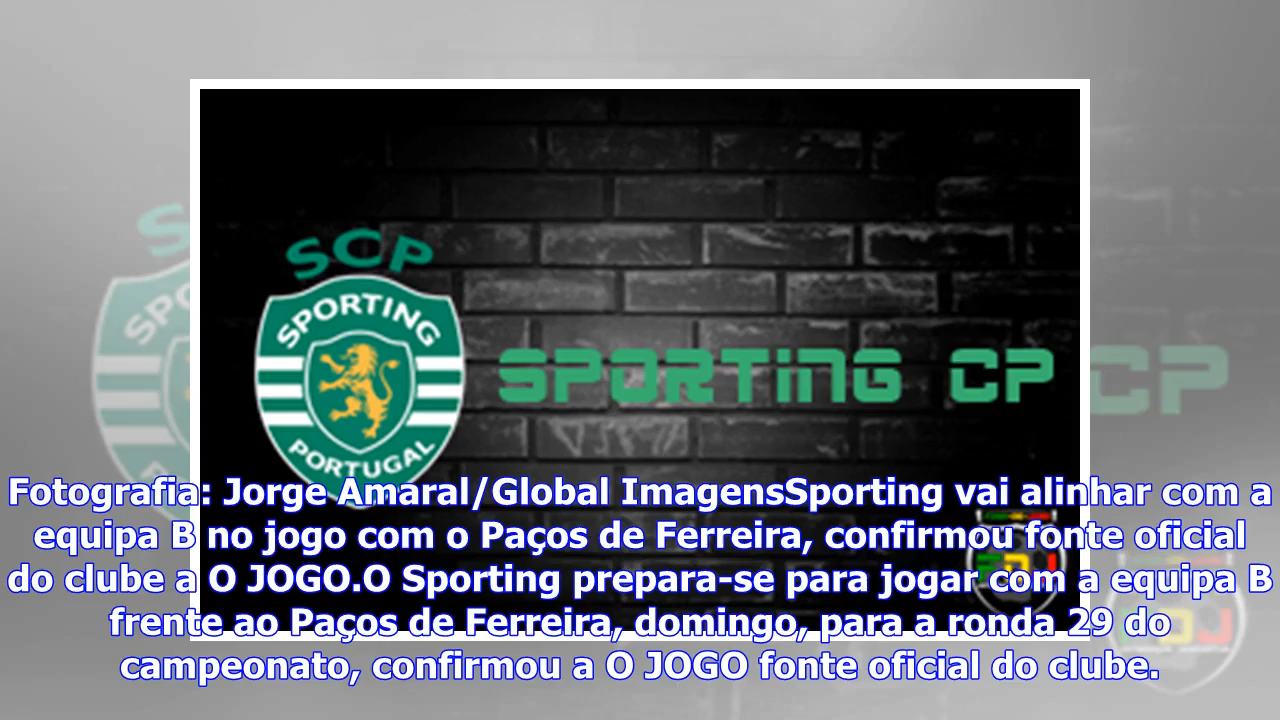 SCP
SPORTING
PORTUGAL
SPORTING CP
Fotografia: Jorge Amaral/Global ImagensSporting vai alinhar com a
equipa B no jogo com o Paços de Ferreira, confirmou fonte oficial
do clube a O JOGO.O Sporting prepara-se para jogar com a equipa B
frente ao Paços de Ferreira, domingo, para a ronda 29 do
campeonato, confirmou a O JOGO fonte oficial do clube.